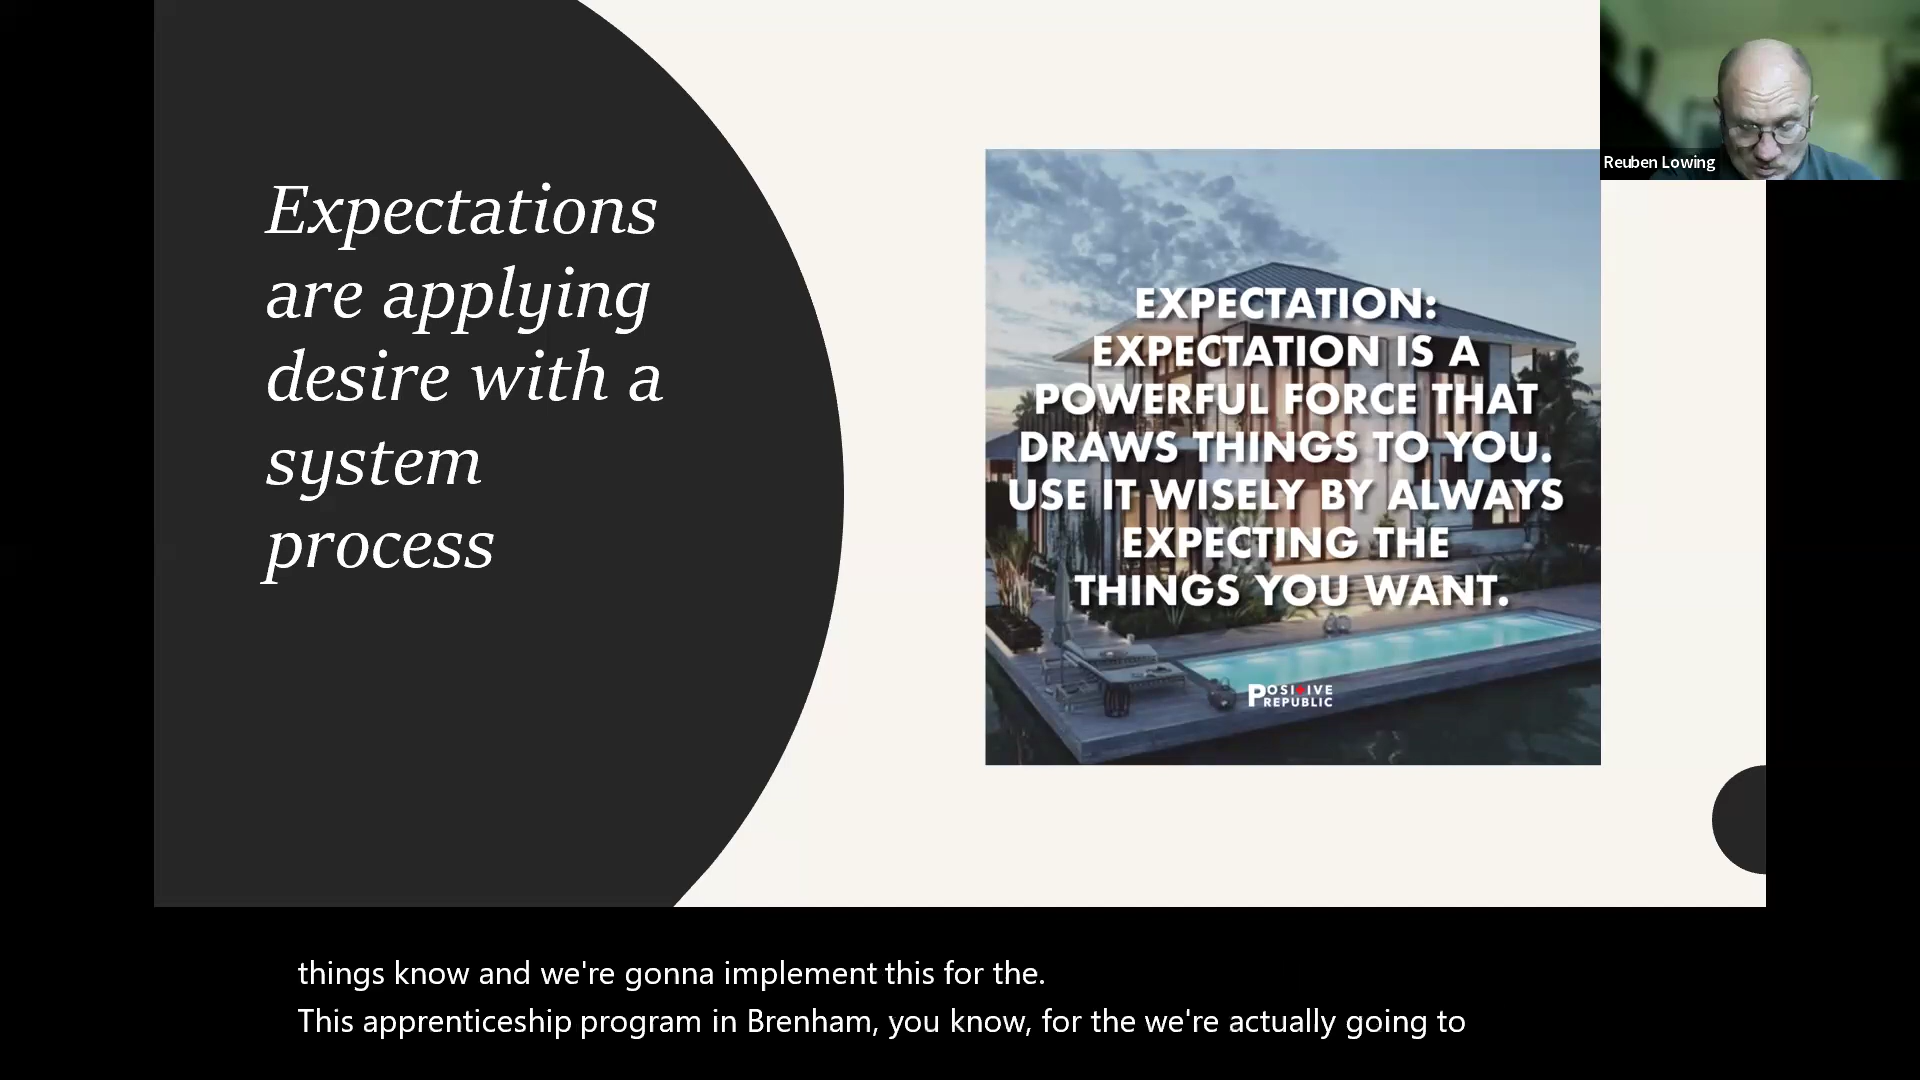 Expectations
are applying
desire with a
system
process
EXPECTATION:
EXPECTATION IS A
POWERFUL FORCE THAT
DRAWS THINGS TO YOU.
USE IT WISELY BY ALWAYS
EXPECTING THE
THINGS YOU WANT.
POSITIVE
REPUBLIC
Reuben Lowing
things know and we're gonna implement this for the.
This apprenticeship program in Brenham, you know, for the we're actually going to